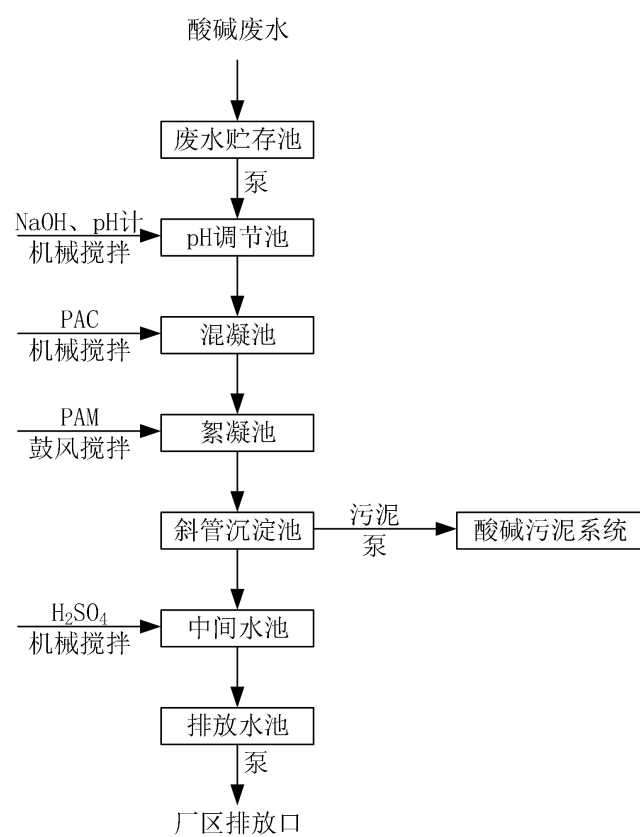 酸碱废水
废水贮存池
泵
NaOH、pH计
机械搅拌
pH调节池
PAC
机械搅拌
混凝池
PAM
鼓风搅拌
絮凝池
斜管沉淀池
污泥
泵
酸碱污泥系统
H₂SO₄
机械搅拌
中间水池
排放水池
泵
厂区排放口